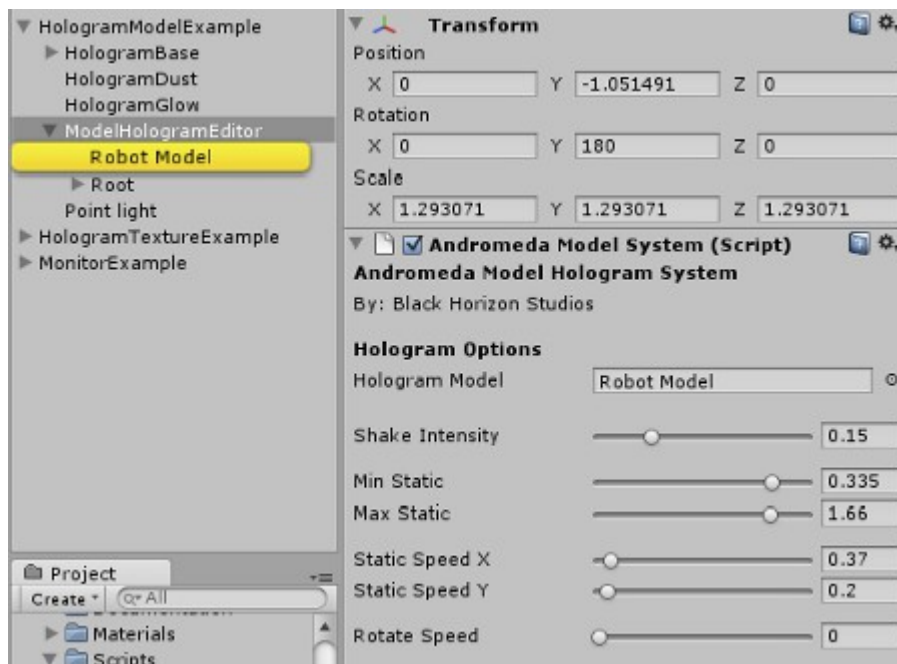 HologramModelExample
HologramBase
HologramDust
HologramGlow
ModelHologramEditor
Robot Model
Root
Point light
HologramTextureExample
MonitorExample
Project
Create
All
Materials
Scripts
Transform
Position
X 0 Y -1.051491 Z 0
Rotation
X 0 Y 180 Z 0
Scale
X 1.293071 Y 1.293071 Z 1.293071
Andromeda Model System (Script)
Andromeda Model Hologram System
By: Black Horizon Studios
Hologram Options
Hologram Model Robot Model
Shake Intensity 0.15
Min Static 0.335
Max Static 1.66
Static Speed X 0.37
Static Speed Y 0.2
Rotate Speed 0